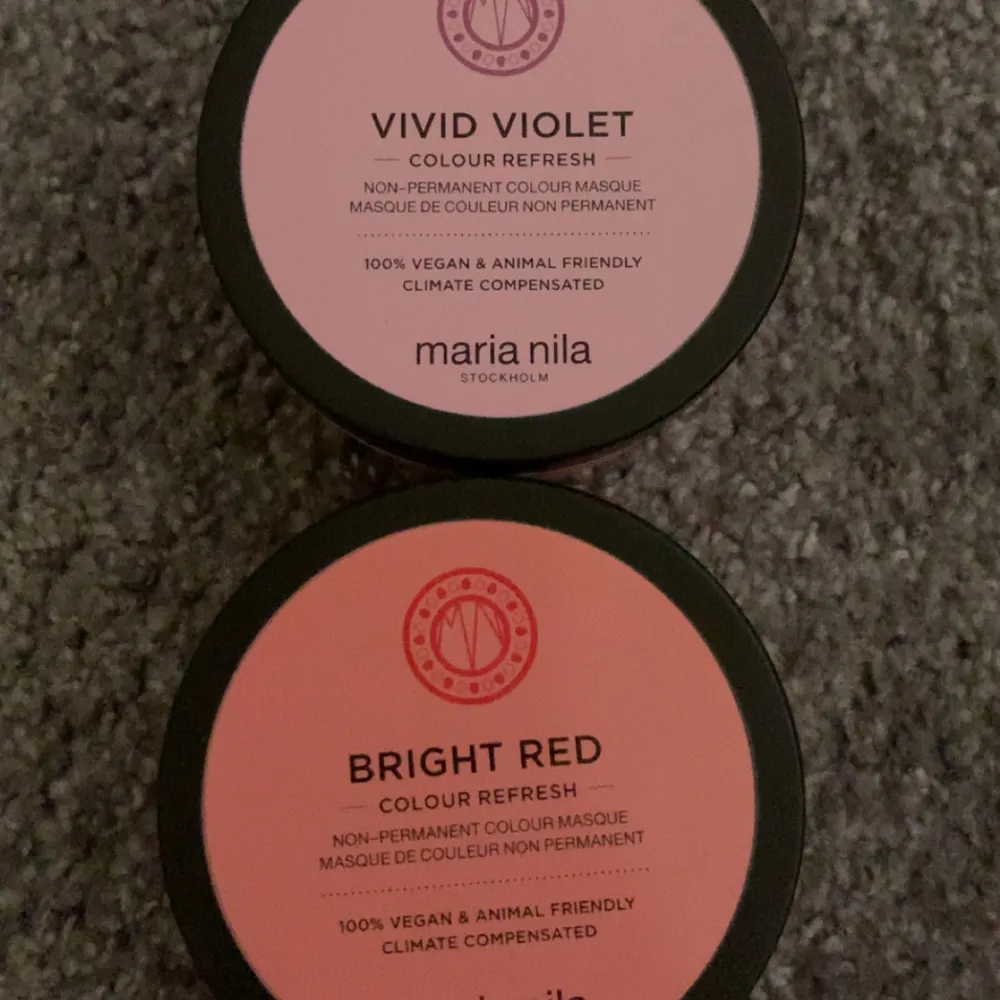 VIVID VIOLET
COLOUR REFRESH
NON-PERMANENT COLOUR MASQUE
MASQUE DE COULEUR NON PERMANENT
100% VEGAN & ANIMAL FRIENDLY
CLIMATE COMPENSATED
maria nila
STOCKHOLM
BRIGHT RED
COLOUR REFRESH
NON-PERMANENT COLOUR MASQUE
MASQUE DE COULEUR NON PERMANENT
100% VEGAN & ANIMAL FRIENDLY
CLIMATE COMPENSATED